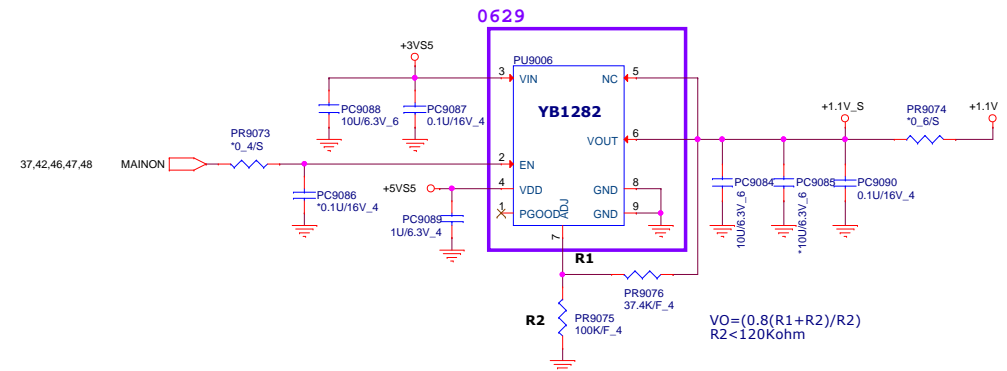 0629
+3VS5
PU9006
3
VIN
NC
5
YB1282
PC9088
10U/6.3V_6
PC9087
0.1U/16V_4
+1.1V_S
PR9074
*0_6/S
+1.1V
PR9073
*0_4/S
VOUT
6
37,42,46,47,48
MAINON
2
EN
PC9086
*0.1U/16V_4
+5VS5
4
VDD
GND
8
PC9084
10U/6.3V_6
PC9085
*10U/6.3V_6
PC9090
0.1U/16V_4
PC9089
1U/6.3V_4
1
PGOOD
ADJ
GND
9
7
R1
PR9076
37.4K/F_4
R2
PR9075
100K/F_4
VO=(0.8(R1+R2)/R2)
R2<120Kohm